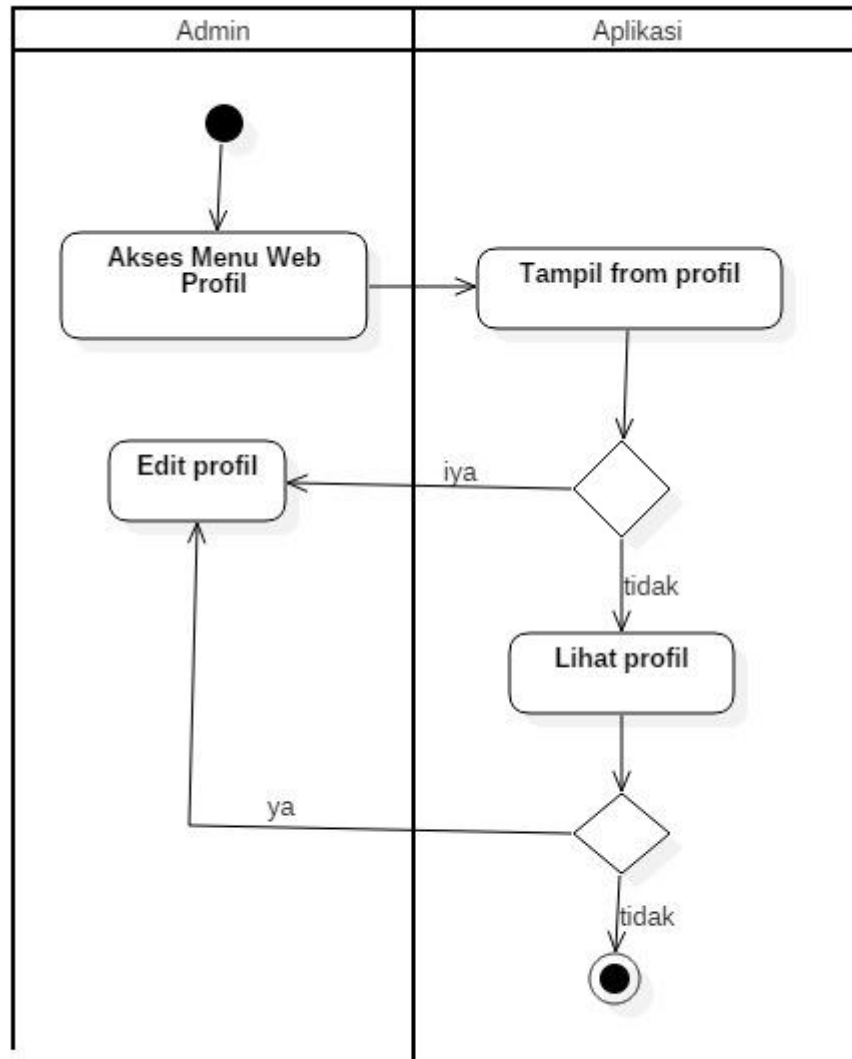 Admin
Aplikasi
Akses Menu Web
Profil
Tampil from profil
Edit profil
iya
tidak
Lihat profil
ya
tidak